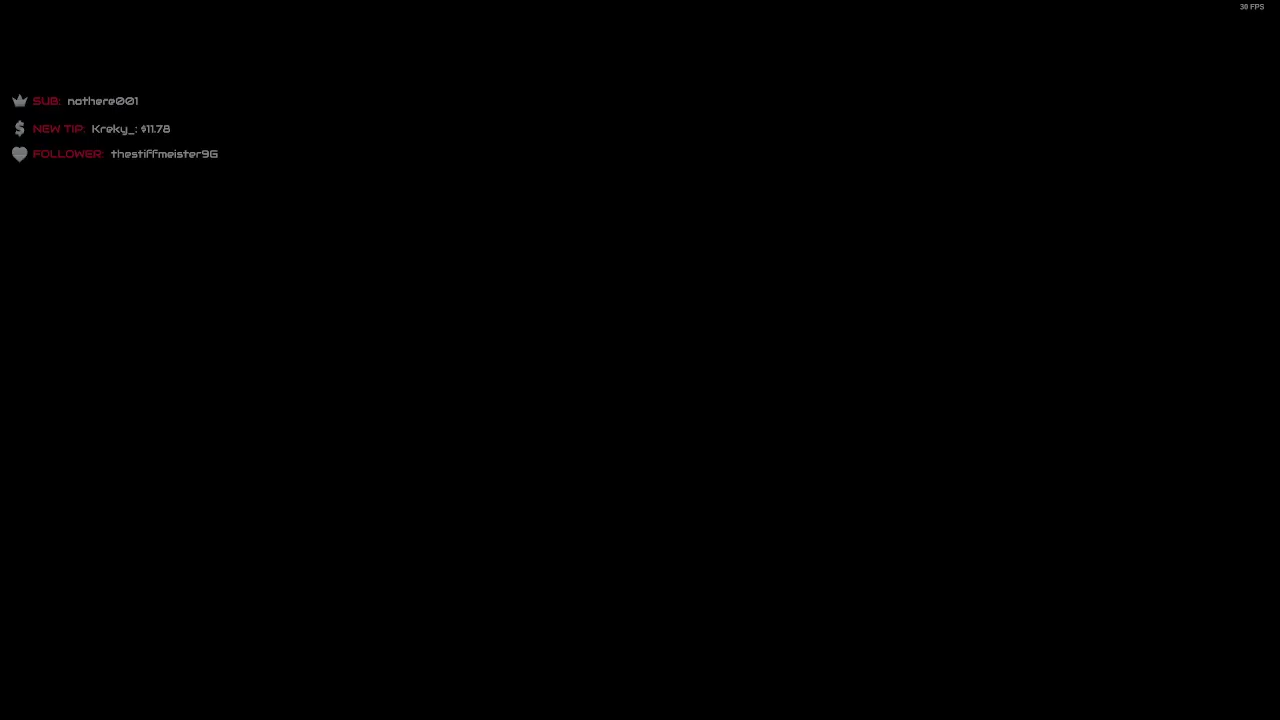 30 FPS
SUB: nothere001
NEW TIP: Kreky_: $11.78
FOLLOWER: thestiffmeister96